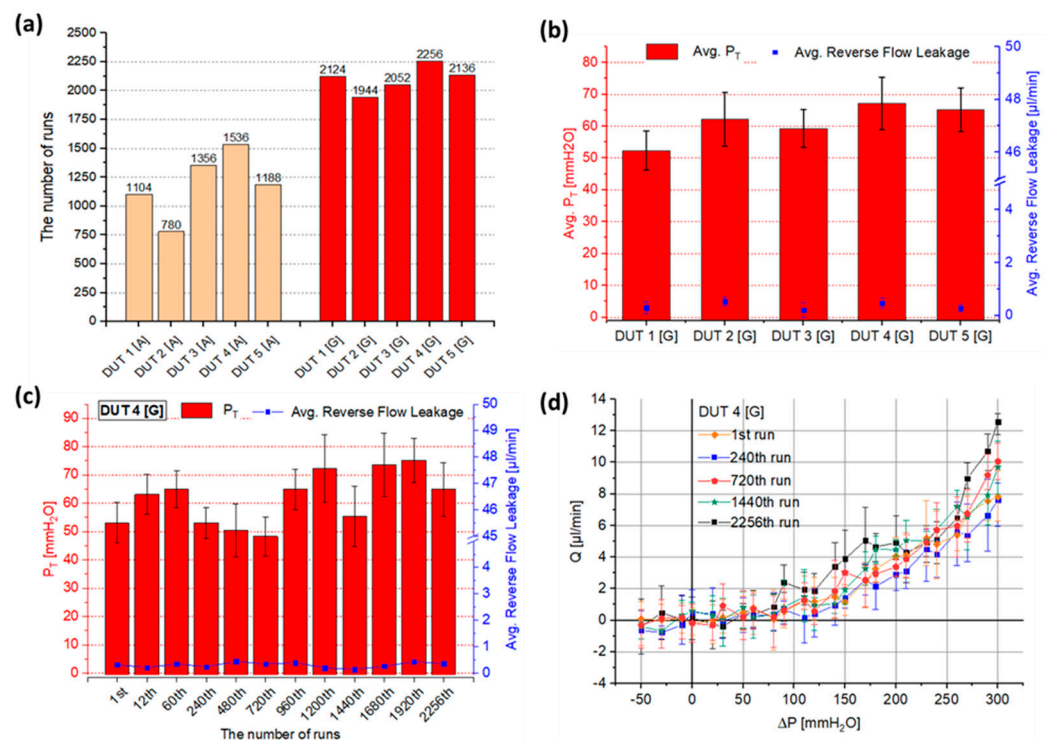 (a)
The number of runs
2500
2250
2000
1750
1500
1250
1000
750
500
250
0
1104
780
1356
1536
1188
2124
1944
2052
2256
2136
DUT 1 [A]
DUT 2 [A]
DUT 3 [A]
DUT 4 [A]
DUT 5 [A]
DUT 1 [G]
DUT 2 [G]
DUT 3 [G]
DUT 4 [G]
DUT 5 [G]
(b)
Avg. PT
Avg. Reverse Flow Leakage
Avg. PT [mmH2O]
80
70
60
50
40
30
20
10
0
50
48
46
4
2
0
Avg. Reverse Flow Leakage [µl/min]
DUT 1 [G]
DUT 2 [G]
DUT 3 [G]
DUT 4 [G]
DUT 5 [G]
(c)
DUT 4 [G]
PT
Avg. Reverse Flow Leakage
PT [mmH2O]
90
80
70
60
50
40
30
20
10
0
50
49
48
47
46
45
4
3
2
1
0
Avg. Reverse Flow Leakage [µl/min]
1st
12th
60th
240th
480th
720th
960th
1200th
1440th
1680th
1920th
2256th
The number of runs
(d)
DUT 4 [G]
1st run
240th run
720th run
1440th run
2256th run
Q [µl/min]
14
12
10
8
6
4
2
0
-2
-4
-50
0
50
100
150
200
250
300
ΔP [mmH2O]